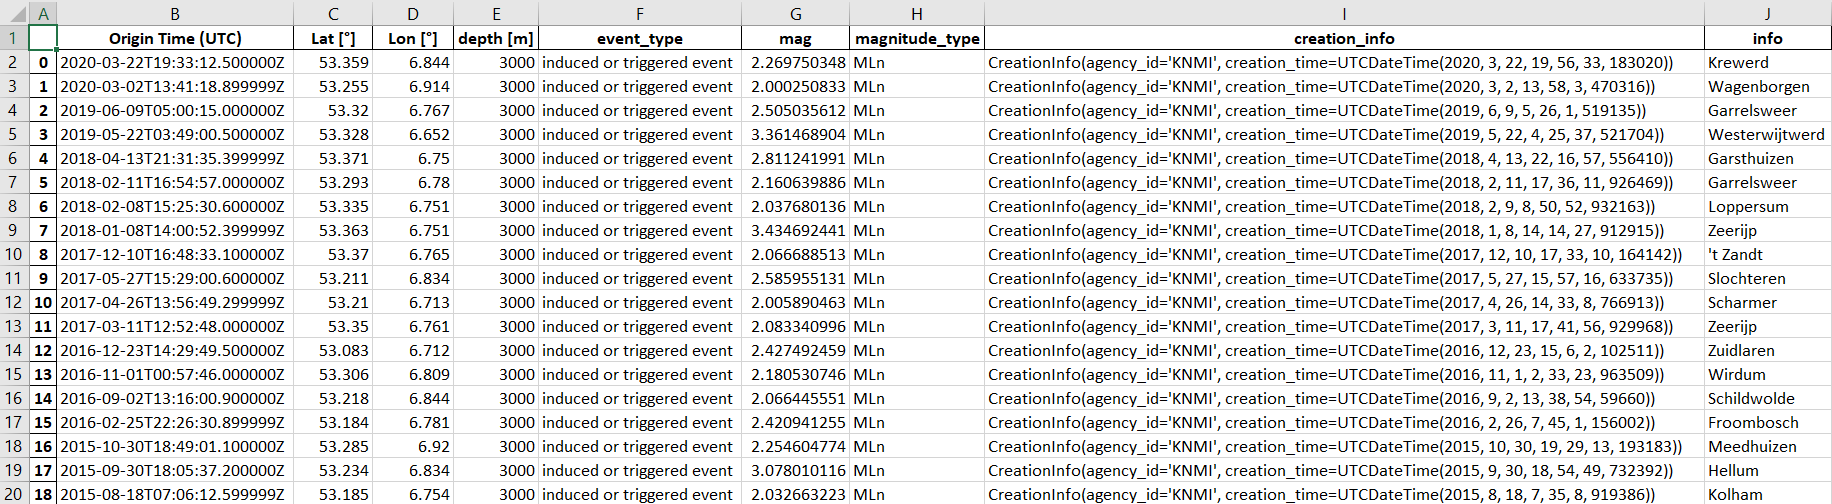 A B C D E F G H I J
1 Origin Time (UTC) Lat [°] Lon [°] depth [m] event_type mag magnitude_type creation_info info
2 0 2020-03-22T19:33:12.500000Z 53.359 6.844 3000 induced or triggered event 2.269750348 MLn CreationInfo(agency_id='KNMI', creation_time=UTCDateTime(2020, 3, 22, 19, 56, 33, 183020)) Krewerd
3 1 2020-03-02T13:41:18.899999Z 53.255 6.914 3000 induced or triggered event 2.000250833 MLn CreationInfo(agency_id='KNMI', creation_time=UTCDateTime(2020, 3, 2, 13, 58, 3, 470316)) Wagenborgen
4 2 2019-06-09T05:00:15.000000Z 53.32 6.767 3000 induced or triggered event 2.505035612 MLn CreationInfo(agency_id='KNMI', creation_time=UTCDateTime(2019, 6, 9, 5, 26, 1, 519135)) Garrelsweer
5 3 2019-05-22T03:49:00.500000Z 53.328 6.652 3000 induced or triggered event 3.361468904 MLn CreationInfo(agency_id='KNMI', creation_time=UTCDateTime(2019, 5, 22, 4, 25, 37, 521704)) Westerwijtwerd
6 4 2018-04-13T21:31:35.399999Z 53.371 6.75 3000 induced or triggered event 2.811241991 MLn CreationInfo(agency_id='KNMI', creation_time=UTCDateTime(2018, 4, 13, 22, 16, 57, 556410)) Garsthuizen
7 5 2018-02-11T16:54:57.000000Z 53.293 6.78 3000 induced or triggered event 2.160639886 MLn CreationInfo(agency_id='KNMI', creation_time=UTCDateTime(2018, 2, 11, 17, 36, 11, 926469)) Garrelsweer
8 6 2018-02-08T15:25:30.600000Z 53.335 6.751 3000 induced or triggered event 2.037680136 MLn CreationInfo(agency_id='KNMI', creation_time=UTCDateTime(2018, 2, 9, 8, 50, 52, 932163)) Loppersum
9 7 2018-01-08T14:00:52.399999Z 53.363 6.751 3000 induced or triggered event 3.434692441 MLn CreationInfo(agency_id='KNMI', creation_time=UTCDateTime(2018, 1, 8, 14, 14, 27, 912915)) Zeerijp
10 8 2017-12-10T16:48:33.100000Z 53.37 6.765 3000 induced or triggered event 2.066688513 MLn CreationInfo(agency_id='KNMI', creation_time=UTCDateTime(2017, 12, 10, 17, 33, 10, 164142)) 't Zandt
11 9 2017-05-27T15:29:00.600000Z 53.211 6.834 3000 induced or triggered event 2.585955131 MLn CreationInfo(agency_id='KNMI', creation_time=UTCDateTime(2017, 5, 27, 15, 57, 16, 633735)) Slochteren
12 10 2017-04-26T13:56:49.299999Z 53.21 6.713 3000 induced or triggered event 2.005890463 MLn CreationInfo(agency_id='KNMI', creation_time=UTCDateTime(2017, 4, 26, 14, 33, 8, 766913)) Scharmer
13 11 2017-03-11T12:52:48.000000Z 53.35 6.761 3000 induced or triggered event 2.083340996 MLn CreationInfo(agency_id='KNMI', creation_time=UTCDateTime(2017, 3, 11, 17, 41, 56, 929968)) Zeerijp
14 12 2016-12-23T14:29:49.500000Z 53.083 6.712 3000 induced or triggered event 2.427492459 MLn CreationInfo(agency_id='KNMI', creation_time=UTCDateTime(2016, 12, 23, 15, 6, 2, 102511)) Zuidlaren
15 13 2016-11-01T00:57:46.000000Z 53.306 6.809 3000 induced or triggered event 2.180530746 MLn CreationInfo(agency_id='KNMI', creation_time=UTCDateTime(2016, 11, 1, 2, 33, 23, 963509)) Wirdum
16 14 2016-09-02T13:16:00.900000Z 53.218 6.844 3000 induced or triggered event 2.066445551 MLn CreationInfo(agency_id='KNMI', creation_time=UTCDateTime(2016, 9, 2, 13, 38, 54, 59660)) Schildwolde
17 15 2016-02-25T22:26:30.899999Z 53.184 6.781 3000 induced or triggered event 2.420941255 MLn CreationInfo(agency_id='KNMI', creation_time=UTCDateTime(2016, 2, 26, 7, 45, 1, 156002)) Froombosch
18 16 2015-10-30T18:49:01.100000Z 53.285 6.92 3000 induced or triggered event 2.254604774 MLn CreationInfo(agency_id='KNMI', creation_time=UTCDateTime(2015, 10, 30, 19, 29, 13, 193183)) Meedhuizen
19 17 2015-09-30T18:05:37.200000Z 53.234 6.834 3000 induced or triggered event 3.078010116 MLn CreationInfo(agency_id='KNMI', creation_time=UTCDateTime(2015, 9, 30, 18, 54, 49, 732392)) Hellum
20 18 2015-08-18T07:06:12.599999Z 53.185 6.754 3000 induced or triggered event 2.032663223 MLn CreationInfo(agency_id='KNMI', creation_time=UTCDateTime(2015, 8, 18, 7, 35, 8, 919386)) Kolham